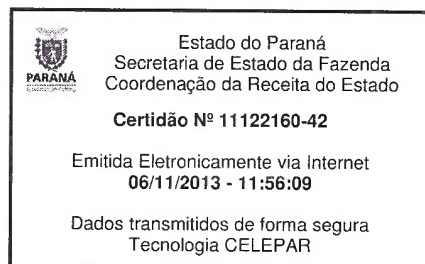 Estado do Paraná
Secretaria de Estado da Fazenda
PARANÁ
Coordenação da Receita do Estado
Certidão Nº 11122160-42
Emitida Eletronicamente via Internet
06/11/2013 - 11:56:09
Dados transmitidos de forma segura
Tecnologia CELEPAR